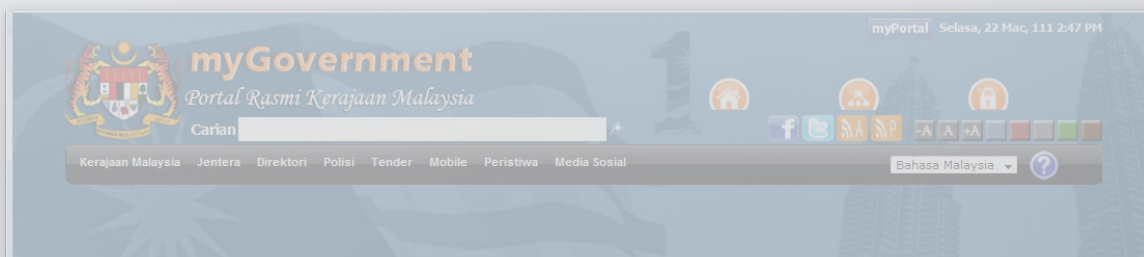 myPortal Selasa, 22 Mac, 111 2:47 PM
myGovernment
Portal Rasmi Kerajaan Malaysia
1
Carian
A P -A A +A
Kerajaan Malaysia Jentera Direktori Polisi Tender Mobile Peristiwa Media Sosial
Bahasa Malaysia ?